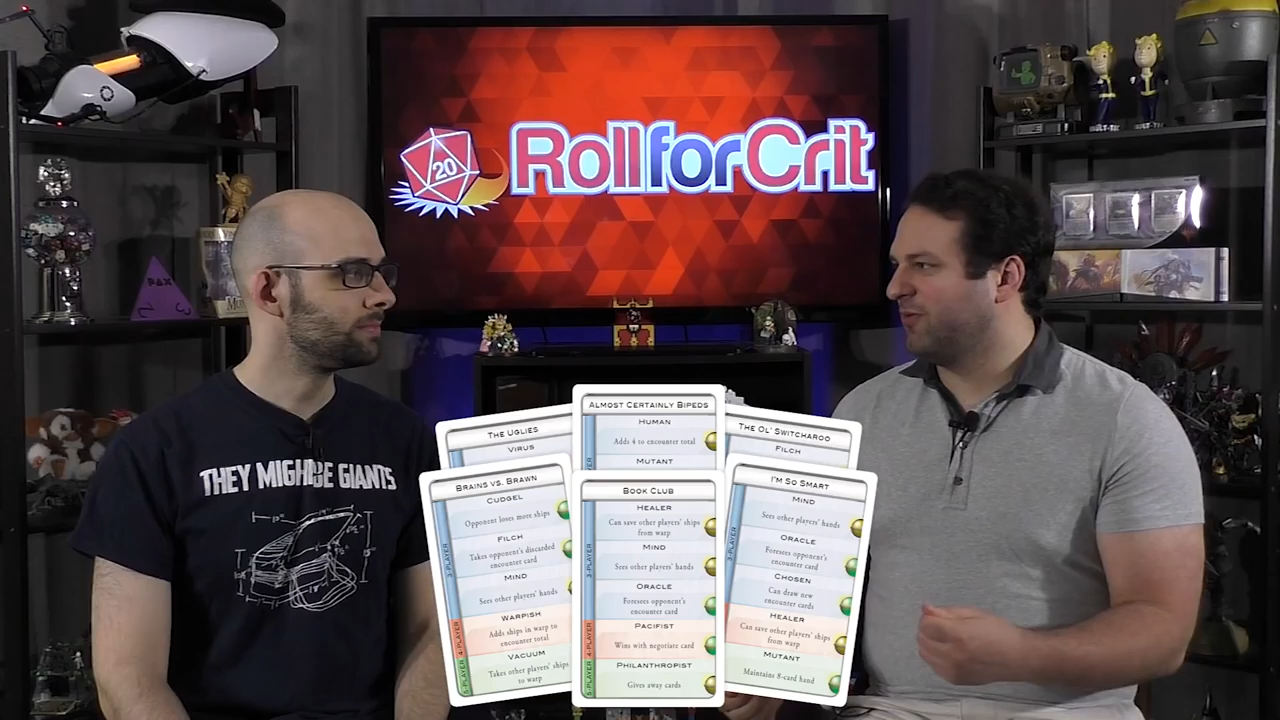 RollforCrit
20
PAX
VAULT-TEC
THEY MIGHT BE GIANTS
THE UGLIES
VIRUS
ALMOST CERTAINLY BIPEDS
HUMAN
Adds 4 to encounter total
MUTANT
THE OL' SWITCHAROO
FILCH
BRAINS VS. BRAWN
CUDGEL
Opponent loses more ships
FILCH
Takes opponent's discarded
encounter card
MIND
Sees other players' hands
WARPISH
Adds ships in warp to
encounter total
VACUUM
Takes other players' ships
to warp
3-PLAYER
4-PLAYER
5-PLAYER
BOOK CLUB
HEALER
Can save other players' ships
from warp
MIND
Sees other players' hands
ORACLE
Foresees opponent's
encounter card
PACIFIST
Wins with negotiate card
PHILANTHROPIST
Gives away cards
3-PLAYER
4-PLAYER
5-PLAYER
I'M SO SMART
MIND
Sees other players' hands
ORACLE
Foresees opponent's
encounter card
CHOSEN
Can draw new
encounter cards
HEALER
Can save other players' ships
from warp
MUTANT
Maintains 8-card hand
3-PLAYER